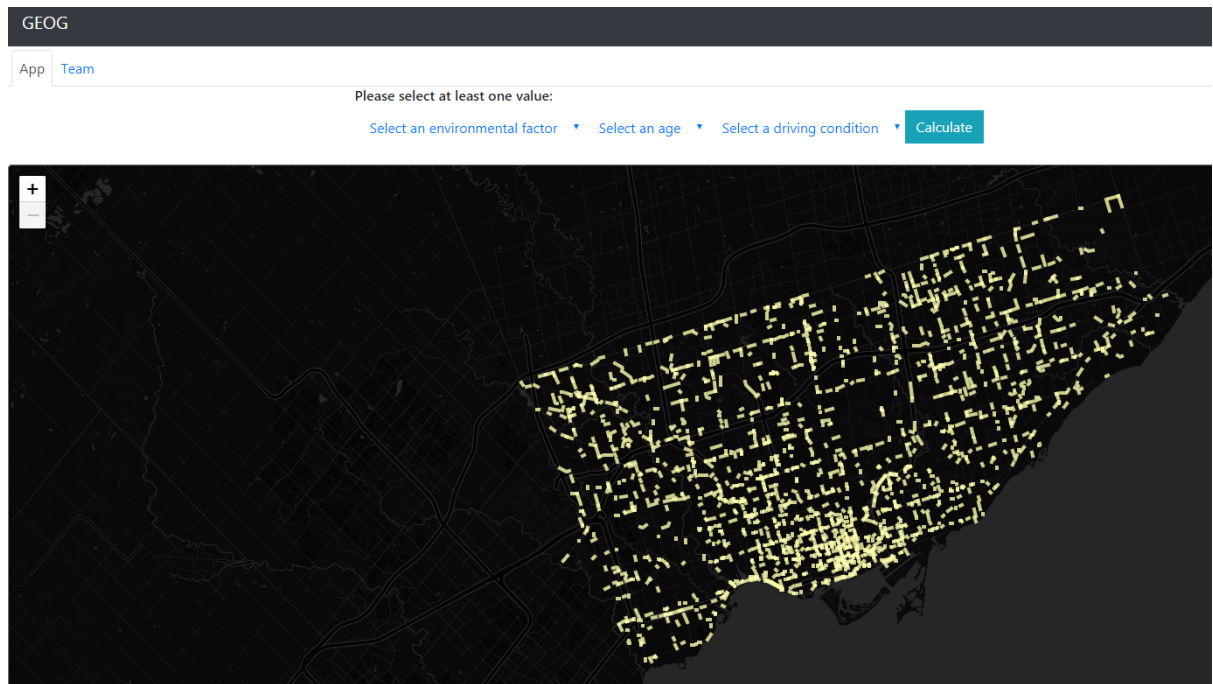 GEOG
App Team
Please select at least one value:
Select an environmental factor ▾ Select an age ▾ Select a driving condition ▾ Calculate
+
−